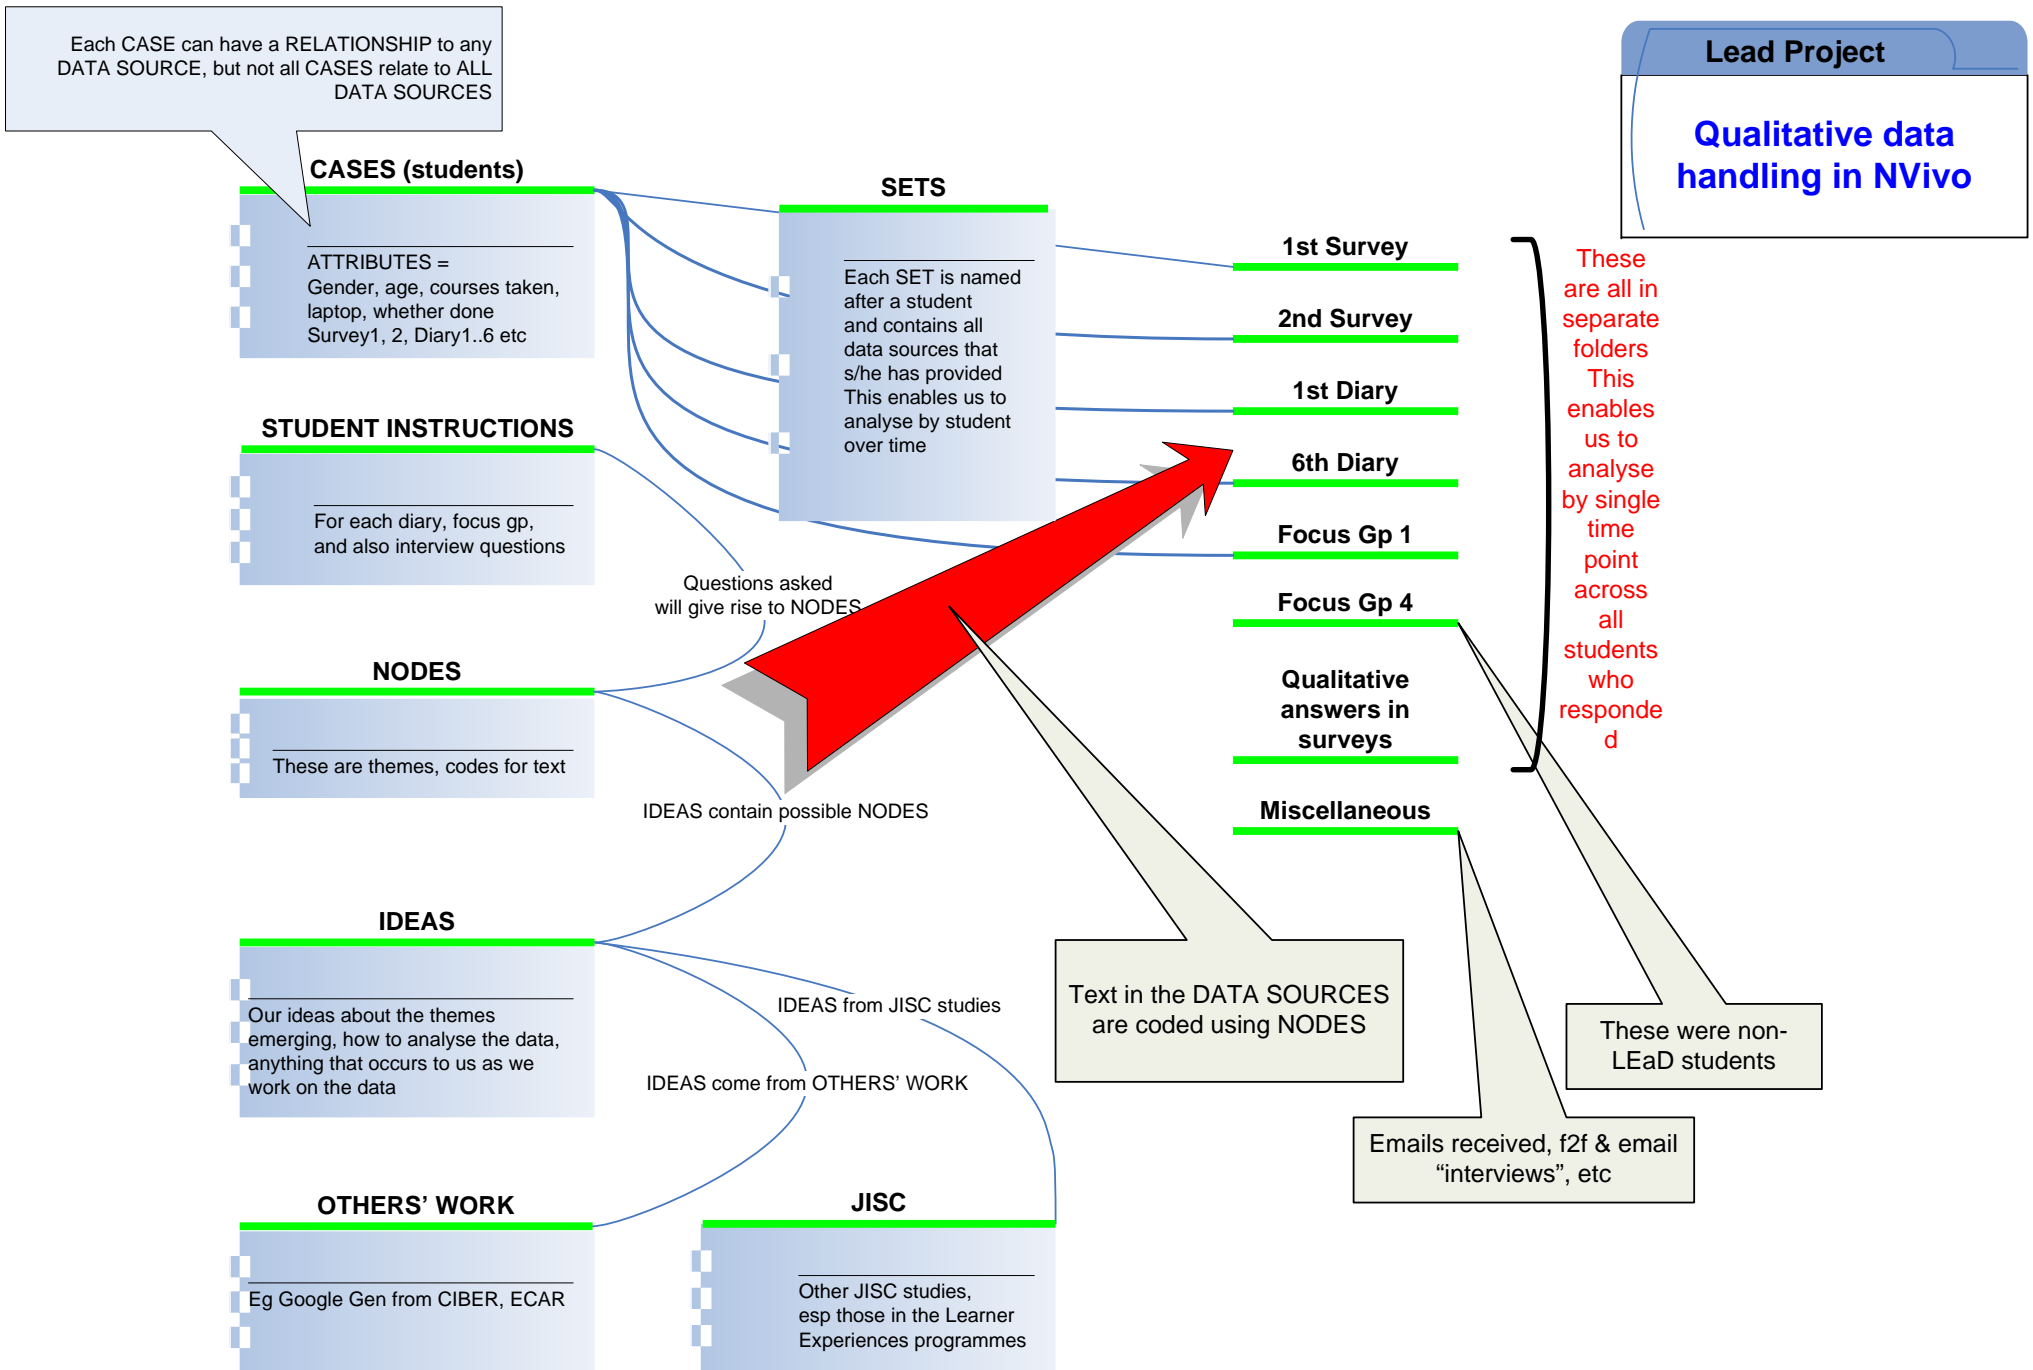 Each CASE can have a RELATIONSHIP to any
DATA SOURCE, but not all CASES relate to ALL
DATA SOURCES
Lead Project
Qualitative data
handling in NVivo
CASES (students)
ATTRIBUTES =
Gender, age, courses taken,
laptop, whether done
Survey1, 2, Diary1..6 etc
SETS
Each SET is named
after a student
and contains all
data sources that
s/he has provided
This enables us to
analyse by student
over time
1st Survey
2nd Survey
1st Diary
6th Diary
Focus Gp 1
Focus Gp 4
Qualitative
answers in
surveys
Miscellaneous
These
are all in
separate
folders
This
enables
us to
analyse
by single
time
point
across
all
students
who
responde
d
STUDENT INSTRUCTIONS
For each diary, focus gp,
and also interview questions
Questions asked
will give rise to NODES
NODES
These are themes, codes for text
IDEAS contain possible NODES
IDEAS
Our ideas about the themes
emerging, how to analyse the data,
anything that occurs to us as we
work on the data
IDEAS from JISC studies
IDEAS come from OTHERS’ WORK
Text in the DATA SOURCES
are coded using NODES
These were non-
LEaD students
Emails received, f2f & email
“interviews”, etc
OTHERS’ WORK
Eg Google Gen from CIBER, ECAR
JISC
Other JISC studies,
esp those in the Learner
Experiences programmes